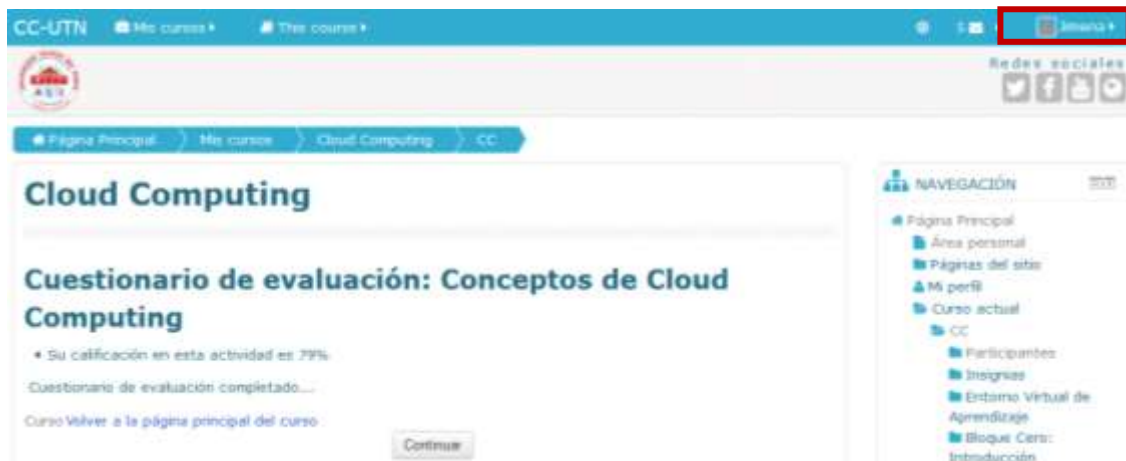 CC-UTN Mis cursos This course Jimena
Redes sociales
Página Principal Mis cursos Cloud Computing CC
Cloud Computing
Cuestionario de evaluación: Conceptos de Cloud
Computing
• Su calificación en esta actividad es 79%
Cuestionario de evaluación completado....
Curso Volver a la página principal del curso
Continuar
NAVEGACIÓN
Página Principal
Área personal
Páginas del sitio
Mi perfil
Curso actual
CC
Participantes
Insignias
Entorno Virtual de
Aprendizaje
Bloque Cero:
Introducción